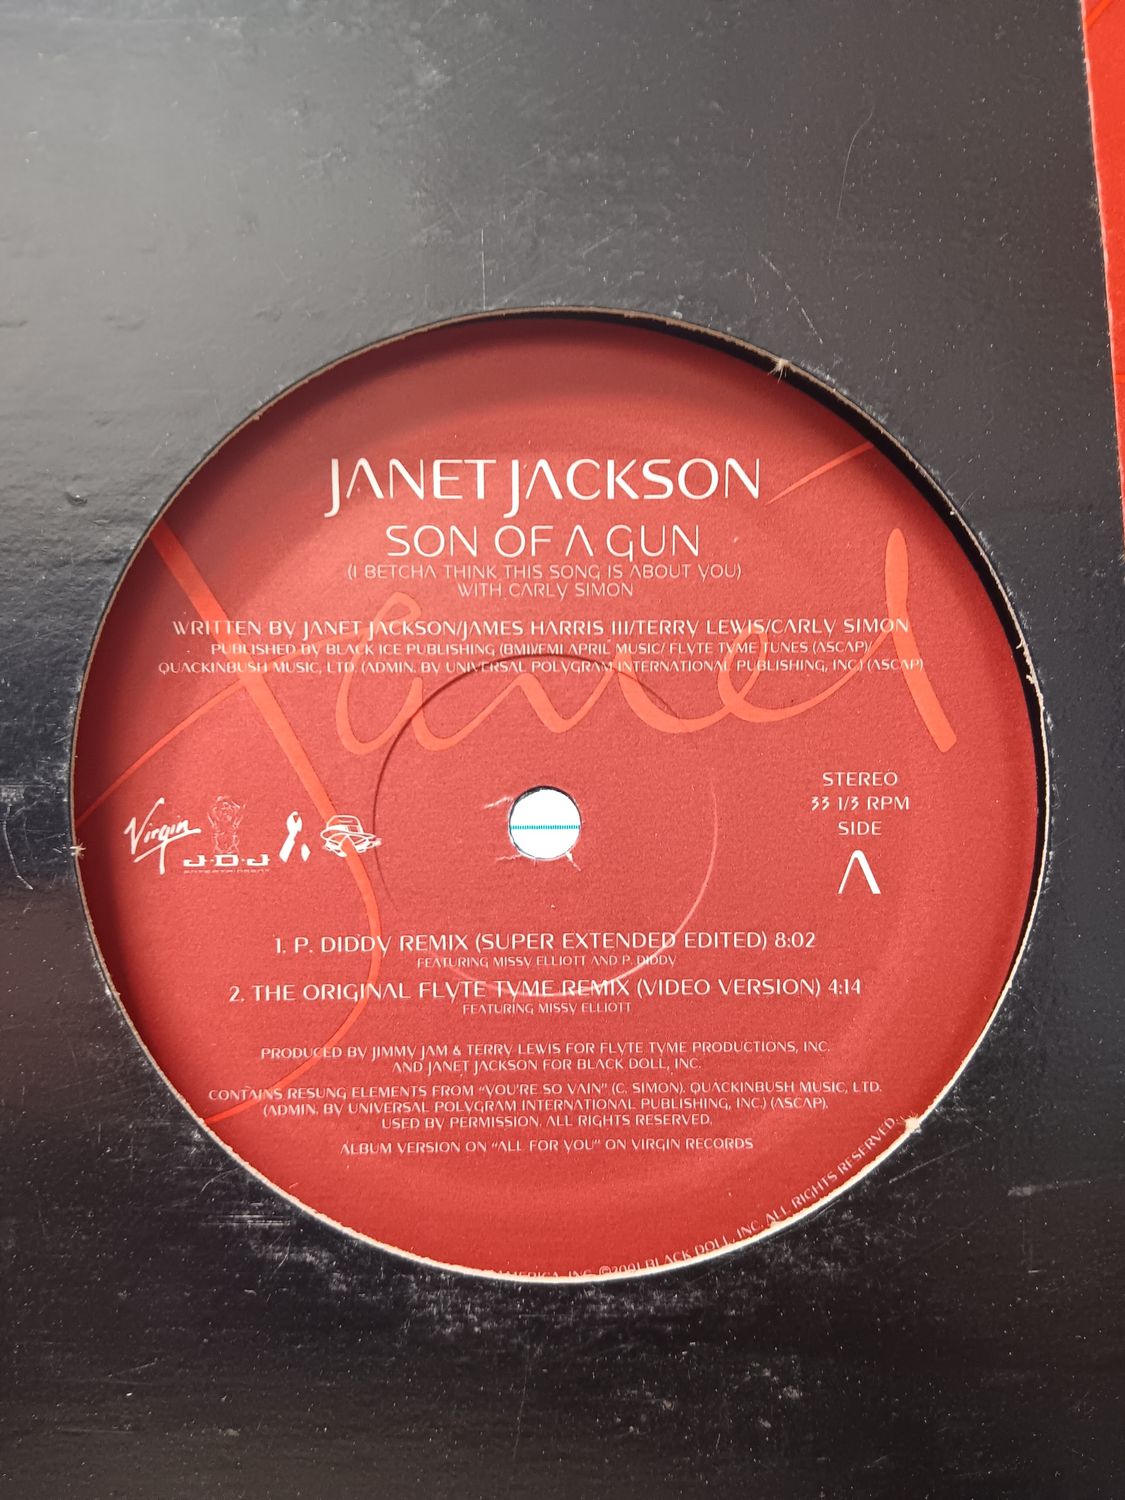 JANET JACKSON
SON OF A GUN
(I BETCHA THINK THIS SONG IS ABOUT YOU)
WITH CARLY SIMON
WRITTEN BY JANET JACKSON/JAMES HARRIS III/TERRY LEWIS/CARLY SIMON
PUBLISHED BY BLACK ICE PUBLISHING (BMI)/EMI APRIL MUSIC/ FLYTE TYME TUNES (ASCAP)/
QUACKINBUSH MUSIC, LTD. (ADMIN. BY UNIVERSAL POLYGRAM INTERNATIONAL PUBLISHING, INC.) (ASCAP)
Janet
STEREO
33 1/3 RPM
SIDE
A
Virgin
J·D·J
ENTERTAINMENT
1. P. DIDDY REMIX (SUPER EXTENDED EDITED) 8:02
FEATURING MISSY ELLIOTT AND P. DIDDY
2. THE ORIGINAL FLYTE TYME REMIX (VIDEO VERSION) 4:14
FEATURING MISSY ELLIOTT
PRODUCED BY JIMMY JAM & TERRY LEWIS FOR FLYTE TYME PRODUCTIONS, INC.
AND JANET JACKSON FOR BLACK DOLL, INC.
CONTAINS RESUNG ELEMENTS FROM "YOU'RE SO VAIN" (C. SIMON). QUACKINBUSH MUSIC, LTD.
(ADMIN. BY UNIVERSAL POLYGRAM INTERNATIONAL PUBLISHING, INC.) (ASCAP).
USED BY PERMISSION. ALL RIGHTS RESERVED.
ALBUM VERSION ON "ALL FOR YOU" ON VIRGIN RECORDS
AMERICA, INC. ©2001 BLACK DOLL, INC. ALL RIGHTS RESERVED.